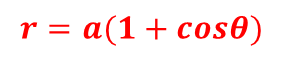 r = a(1 + cosθ)